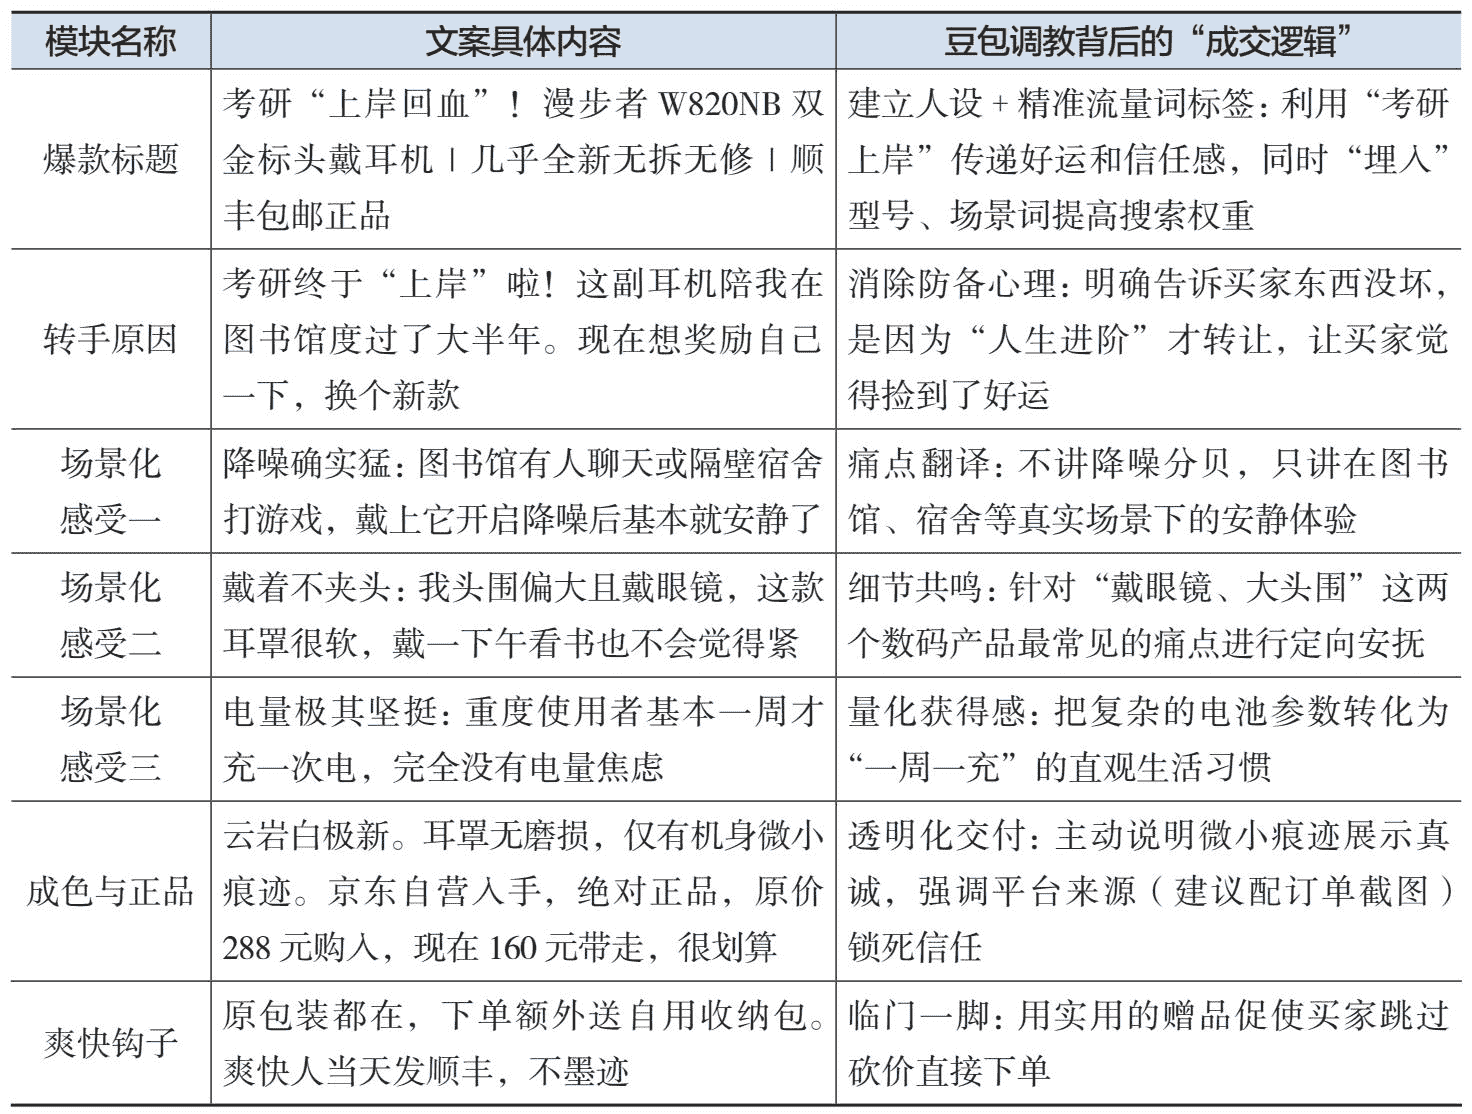 模块名称
文案具体内容
豆包调教背后的“成交逻辑”
爆款标题
考研“上岸回血”！漫步者 W820NB 双
金标头戴耳机 | 几乎全新无拆无修 | 顺
丰包邮正品
建立人设 + 精准流量词标签：利用“考研
上岸”传递好运和信任感，同时“埋入”
型号、场景词提高搜索权重
转手原因
考研终于“上岸”啦！这副耳机陪我在
图书馆度过了大半年。现在想奖励自己
一下，换个新款
消除防备心理：明确告诉买家东西没坏，
是因为“人生进阶”才转让，让买家觉
得捡到了好运
场景化
感受一
降噪确实猛：图书馆有人聊天或隔壁宿舍
打游戏，戴上它开启降噪后基本就安静了
痛点翻译：不讲降噪分贝，只讲在图书
馆、宿舍等真实场景下的安静体验
场景化
感受二
戴着不夹头：我头围偏大且戴眼镜，这款
耳罩很软，戴一下午看书也不会觉得紧
细节共鸣：针对“戴眼镜、大头围”这两
个数码产品最常见的痛点进行定向安抚
场景化
感受三
电量极其坚挺：重度使用者基本一周才
充一次电，完全没有电量焦虑
量化获得感：把复杂的电池参数转化为
“一周一充”的直观生活习惯
成色与正品
云岩白极新。耳罩无磨损，仅有机身微小
痕迹。京东自营入手，绝对正品，原价
288 元购入，现在 160 元带走，很划算
透明化交付：主动说明微小痕迹展示真
诚，强调平台来源（建议配订单截图）
锁死信任
爽快钩子
原包装都在，下单额外送自用收纳包。
爽快人当天发顺丰，不墨迹
临门一脚：用实用的赠品促使买家跳过
砍价直接下单